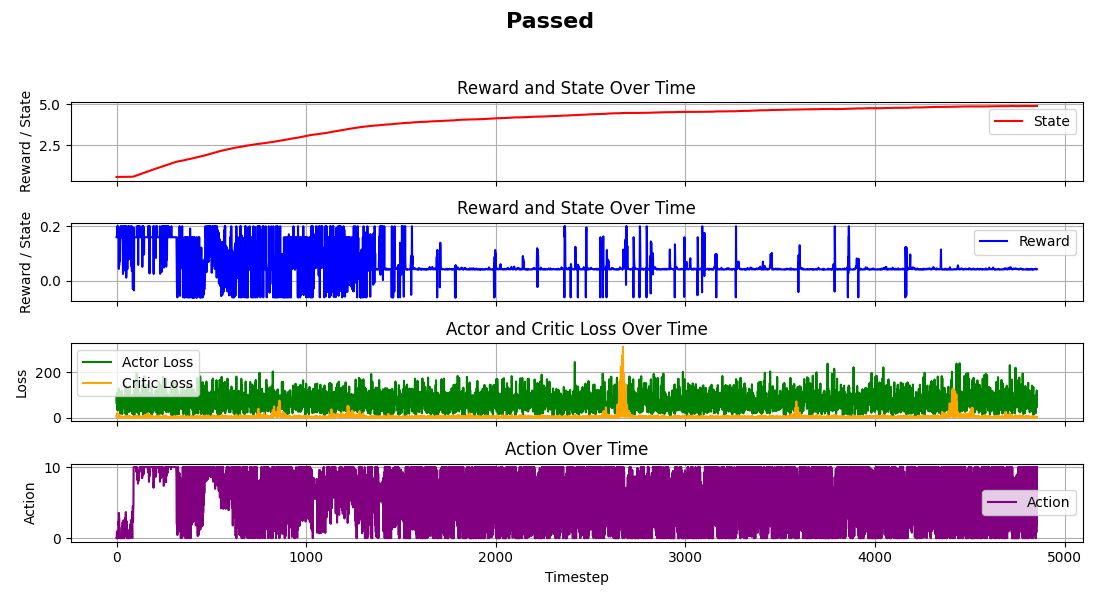 Passed
Reward and State Over Time
Reward / State
5.0
2.5
State
Reward and State Over Time
Reward / State
0.2
0.0
Reward
Actor and Critic Loss Over Time
Loss
200
0
Actor Loss
Critic Loss
Action Over Time
Action
10
0
Action
0 1000 2000 3000 4000 5000
Timestep